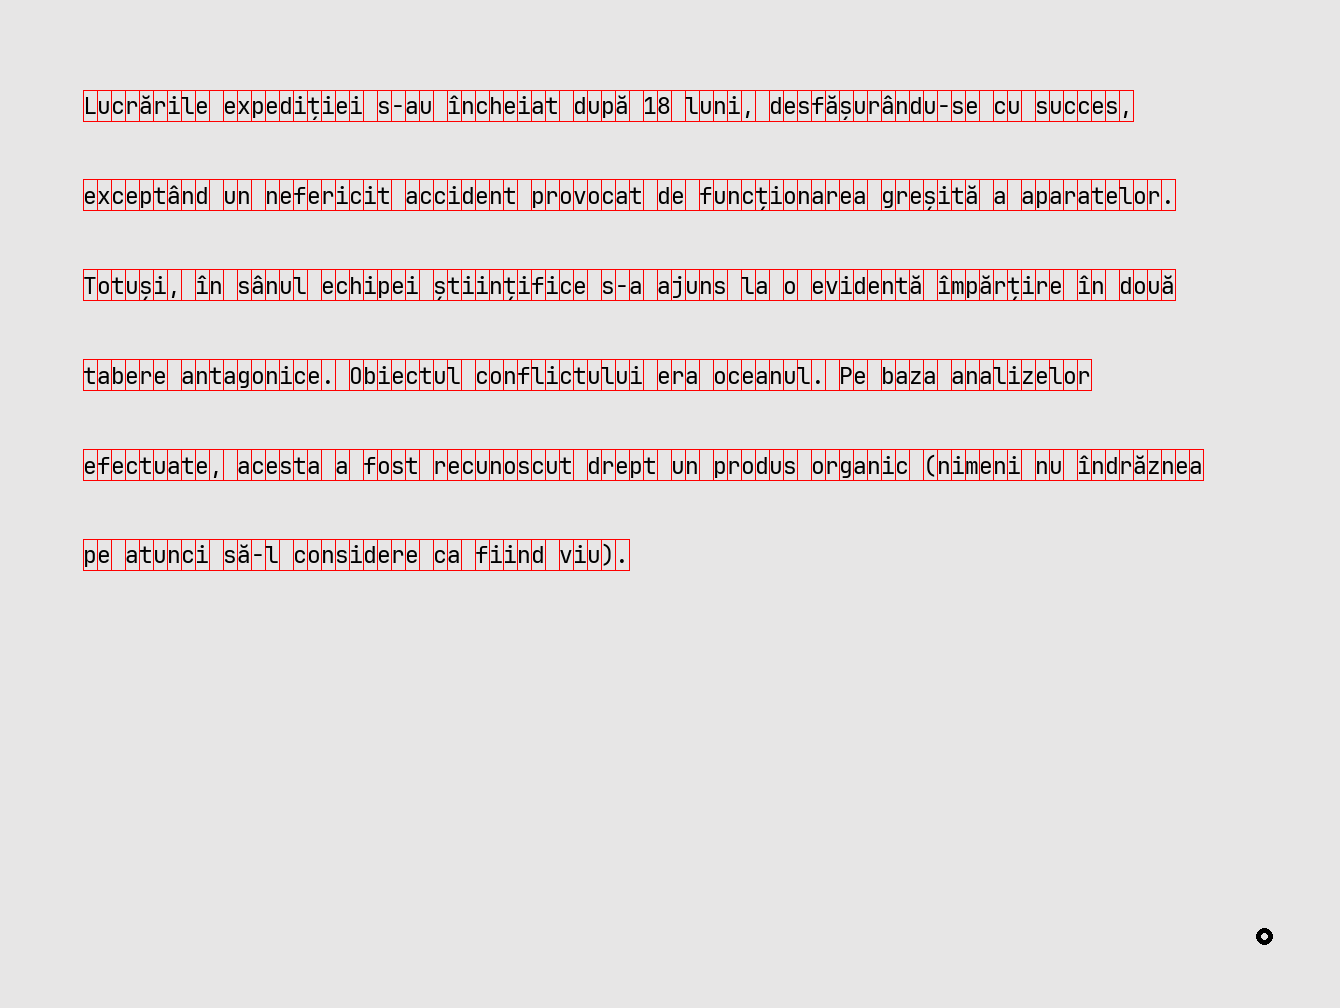 Lucrările expediției s-au încheiat după 18 luni, desfășurându-se cu succes,
exceptând un nefericit accident provocat de funcționarea greșită a aparatelor.
Totuși, în sânul echipei științifice s-a ajuns la o evidentă împărțire în două
tabere antagonice. Obiectul conflictului era oceanul. Pe baza analizelor
efectuate, acesta a fost recunoscut drept un produs organic (nimeni nu îndrăznea
pe atunci să-l considere ca fiind viu).